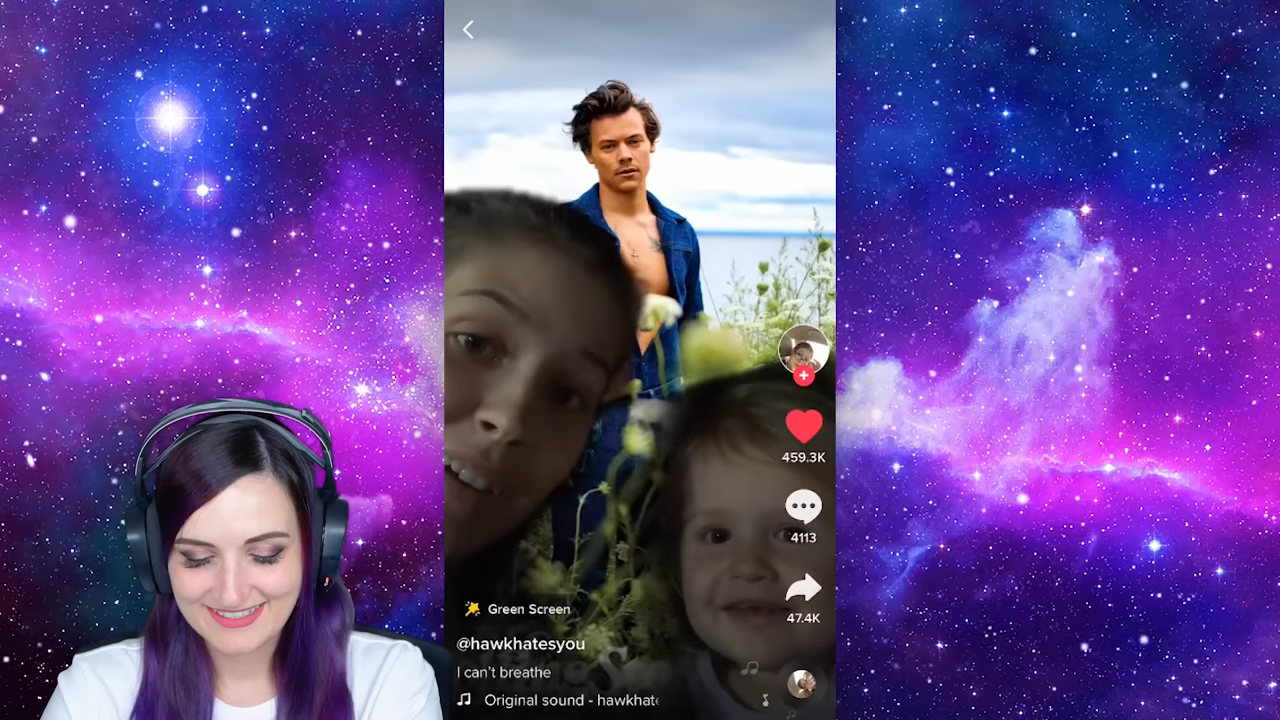 459.3K
4113
47.4K
Green Screen
@hawkhatesyou
I can't breathe
Original sound - hawkhate